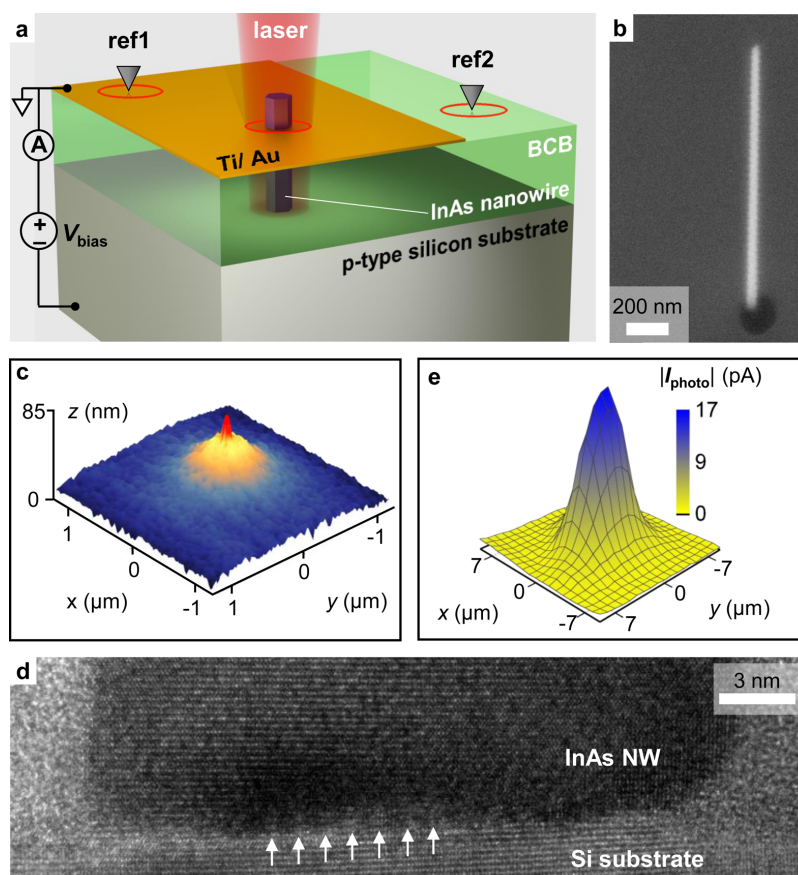 a
ref1
laser
ref2
b
A
Ti/ Au
BCB
InAs nanowire
+
−
Vbias
p-type silicon substrate
200 nm
c
z (nm)
85
0
1
0
-1
x (µm)
1
0
-1
y (µm)
e
|Iphoto| (pA)
17
9
0
7
0
-7
x (µm)
7
0
-7
y (µm)
d
3 nm
InAs NW
Si substrate